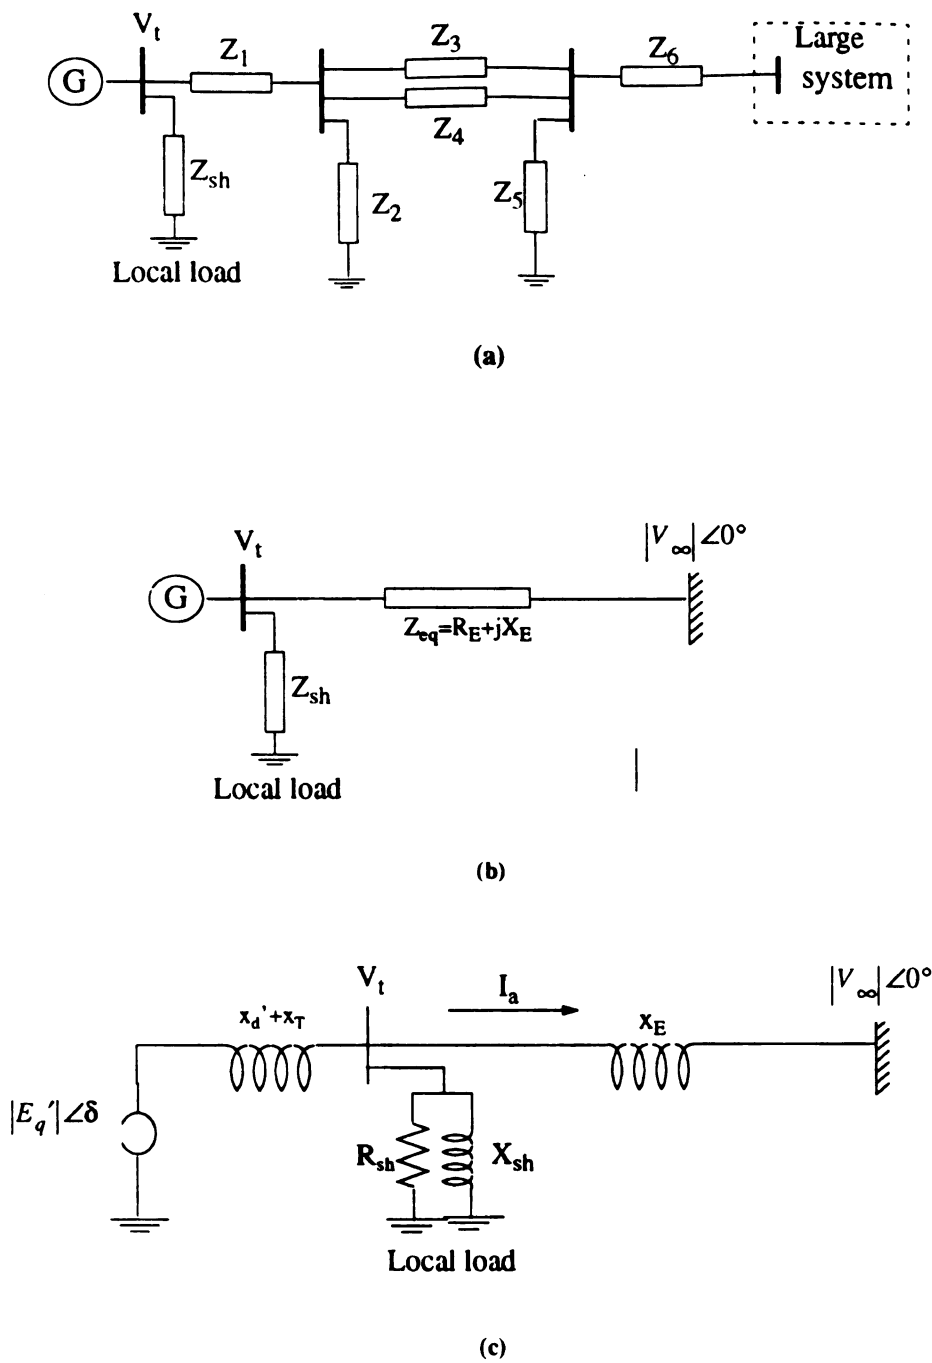 V_t
Z_1
Z_3
Z_6
Large
system
G
Z_4
Z_sh
Z_2
Z_5
Local load
(a)
V_t
|V_∞| ∠0°
G
Z_eq=R_E+jX_E
Z_sh
Local load
(b)
V_t
I_a
|V_∞| ∠0°
x_d'+x_T
x_E
|E_q'|∠δ
R_sh
X_sh
Local load
(c)